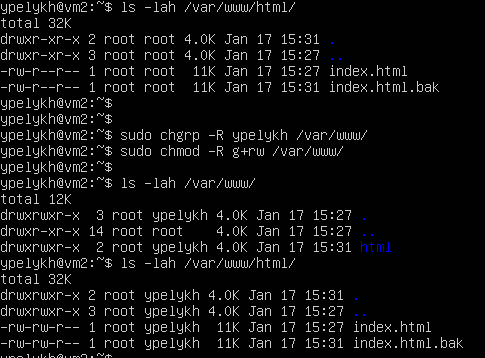 ypelykh@vm2:~$ ls -lah /var/www/html/
total 32K
drwxr-xr-x 2 root root 4.0K Jan 17 15:31 .
drwxr-xr-x 3 root root 4.0K Jan 17 15:27 ..
-rw-r--r-- 1 root root  11K Jan 17 15:27 index.html
-rw-r--r-- 1 root root  11K Jan 17 15:31 index.html.bak
ypelykh@vm2:~$
ypelykh@vm2:~$
ypelykh@vm2:~$ sudo chgrp -R ypelykh /var/www/
ypelykh@vm2:~$ sudo chmod -R g+rw /var/www/
ypelykh@vm2:~$
ypelykh@vm2:~$ ls -lah /var/www/
total 12K
drwxrwxr-x  3 root ypelykh 4.0K Jan 17 15:27 .
drwxr-xr-x 14 root root    4.0K Jan 17 15:27 ..
drwxrwxr-x  2 root ypelykh 4.0K Jan 17 15:31 html
ypelykh@vm2:~$ ls -lah /var/www/html/
total 32K
drwxrwxr-x 2 root ypelykh 4.0K Jan 17 15:31 .
drwxrwxr-x 3 root ypelykh 4.0K Jan 17 15:27 ..
-rw-rw-r-- 1 root ypelykh  11K Jan 17 15:27 index.html
-rw-rw-r-- 1 root ypelykh  11K Jan 17 15:31 index.html.bak
ypelykh@vm2:~$